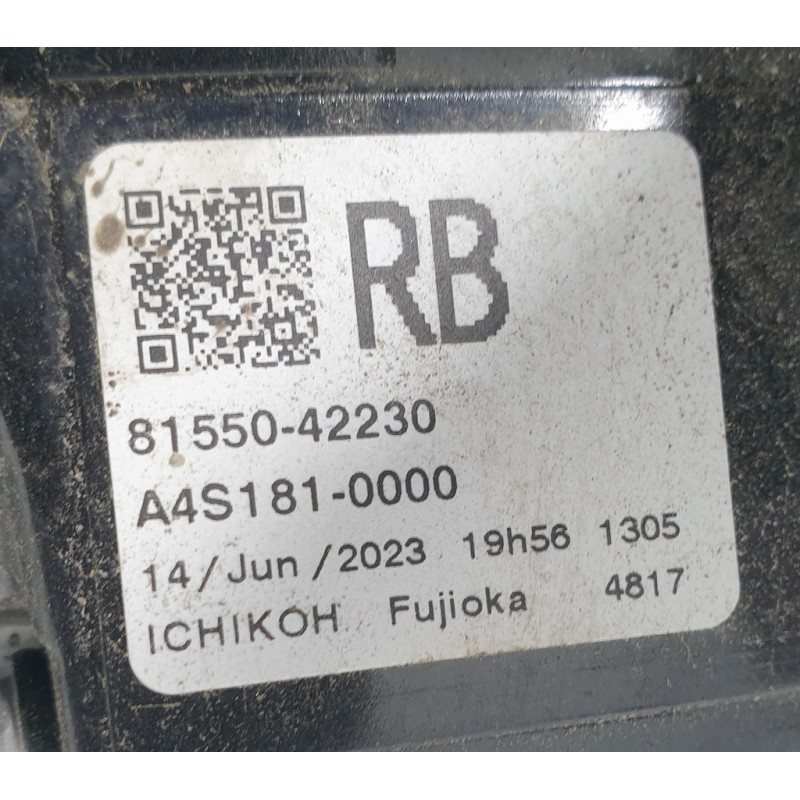 RB
81550-42230
A4S181-0000
14/Jun/2023 19h56 1305
ICHIKOH Fujioka 4817